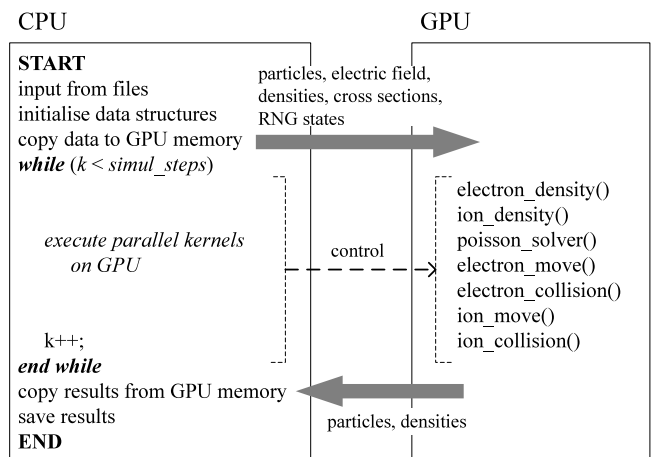 CPU
GPU
START
input from files
initialise data structures
copy data to GPU memory
while (k < simul_steps)
execute parallel kernels
on GPU
k++;
end while
copy results from GPU memory
save results
END
particles, electric field,
densities, cross sections,
RNG states
control
particles, densities
electron_density()
ion_density()
poisson_solver()
electron_move()
electron_collision()
ion_move()
ion_collision()